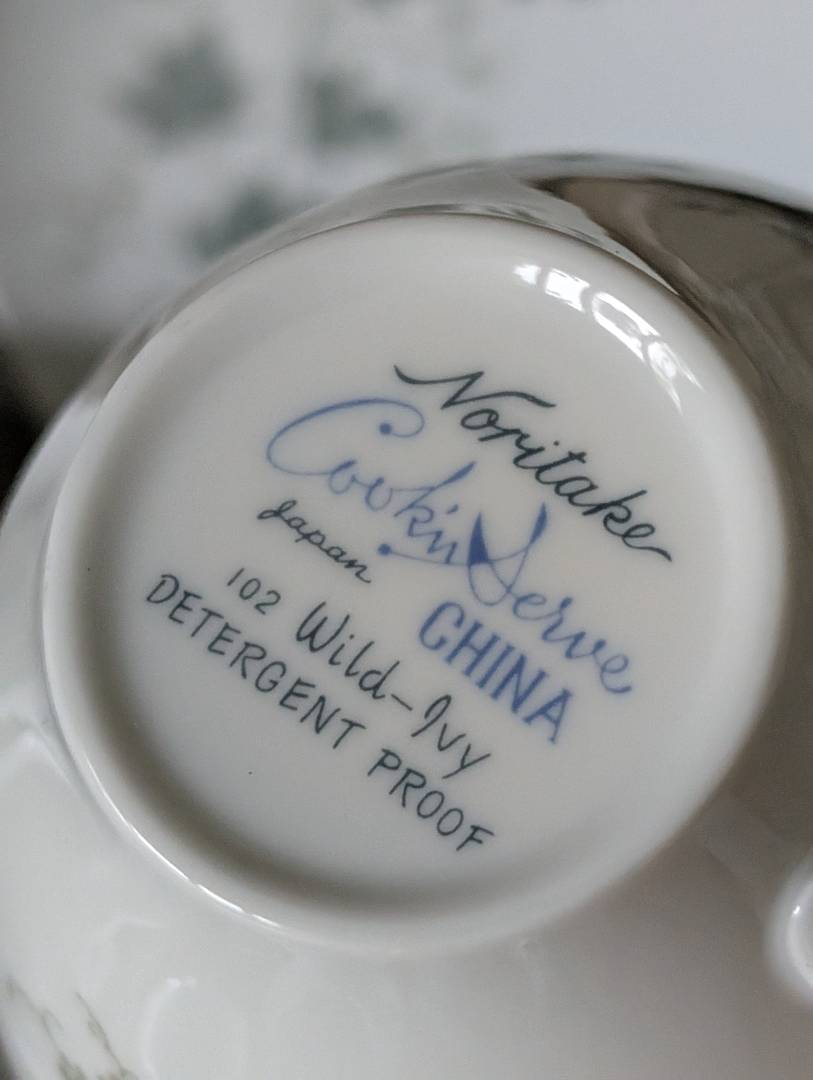 Noritake
Cook'n Serve
Japan
CHINA
102 Wild-Ivy
DETERGENT PROOF